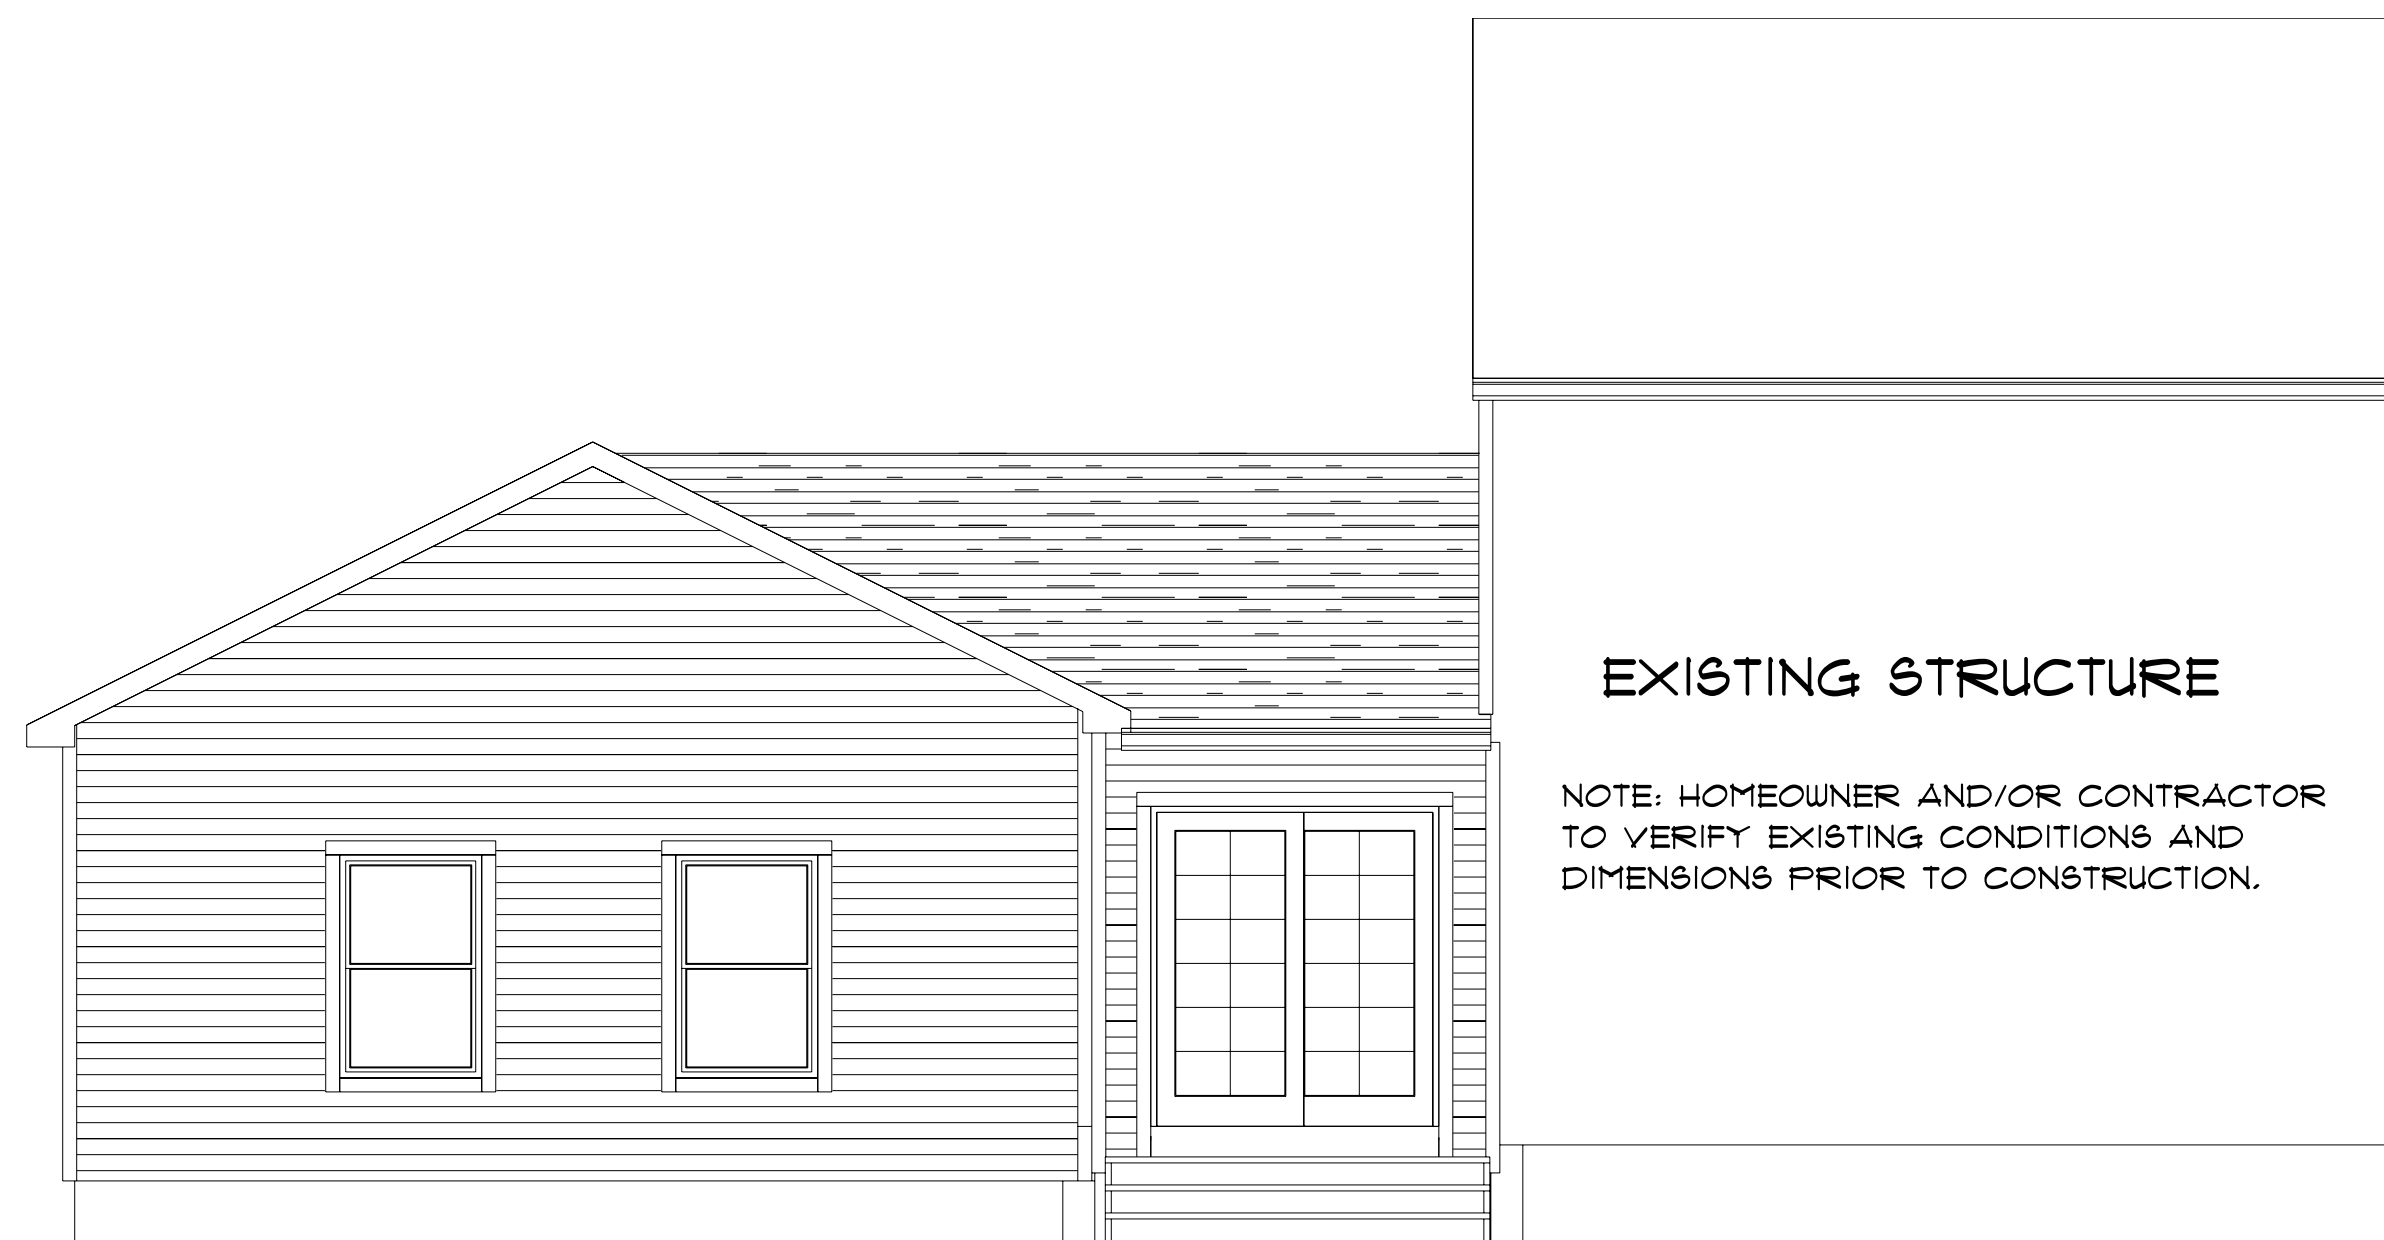 EXISTING STRUCTURE
NOTE: HOMEOWNER AND/OR CONTRACTOR
TO VERIFY EXISTING CONDITIONS AND
DIMENSIONS PRIOR TO CONSTRUCTION.